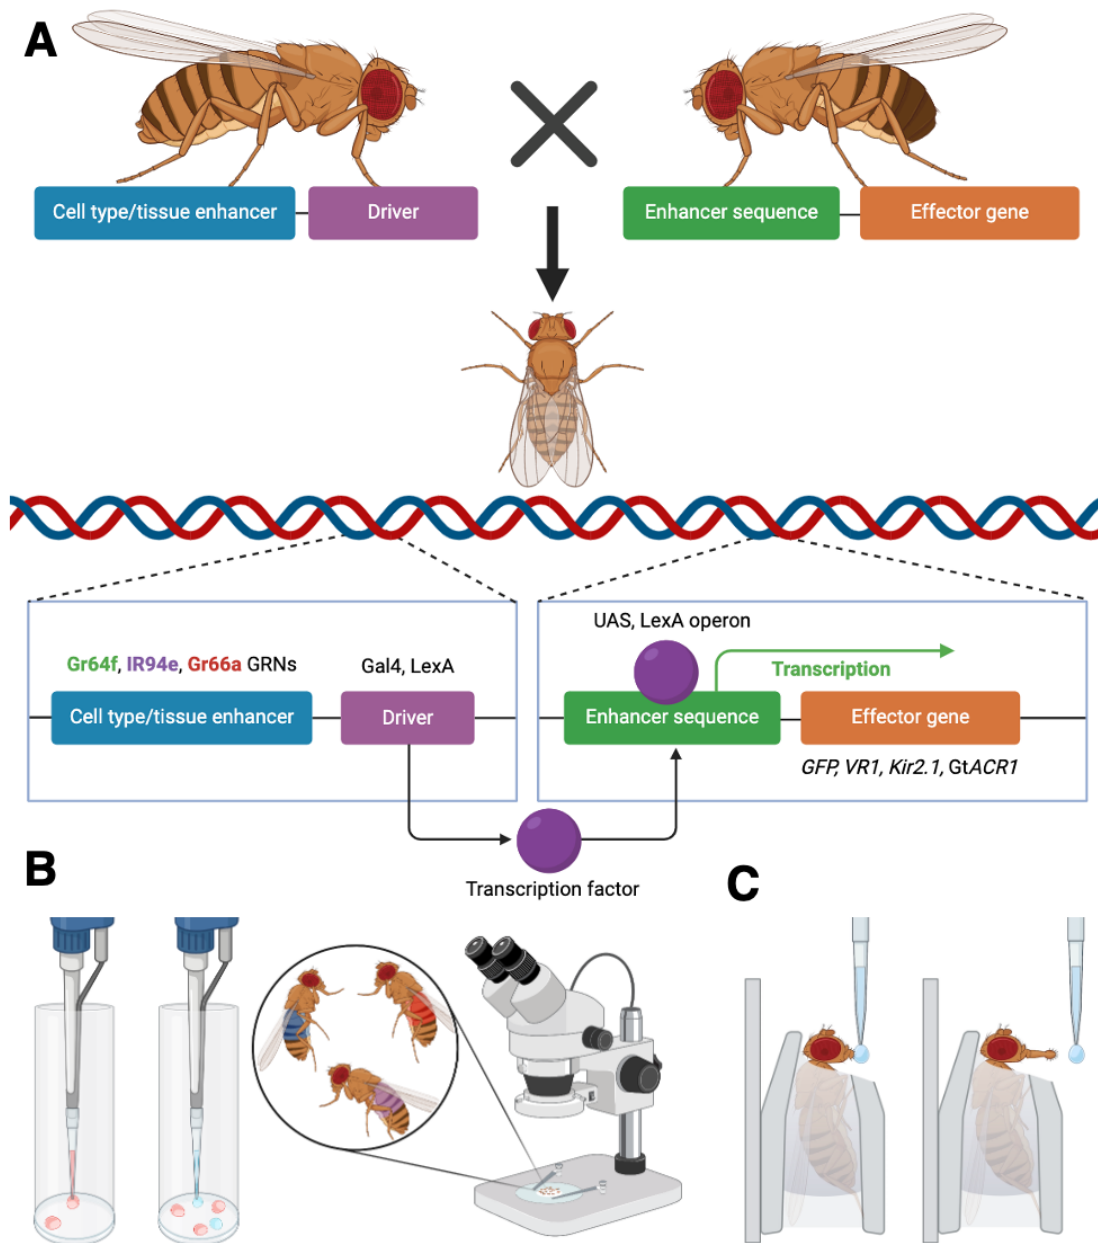 A
Cell type/tissue enhancer
Driver
Enhancer sequence
Effector gene
UAS, LexA operon
Gr64f, IR94e, Gr66a GRNs
Gal4, LexA
Transcription
Cell type/tissue enhancer
Driver
Enhancer sequence
Effector gene
GFP, VR1, Kir2.1, GtACR1
Transcription factor
B
C